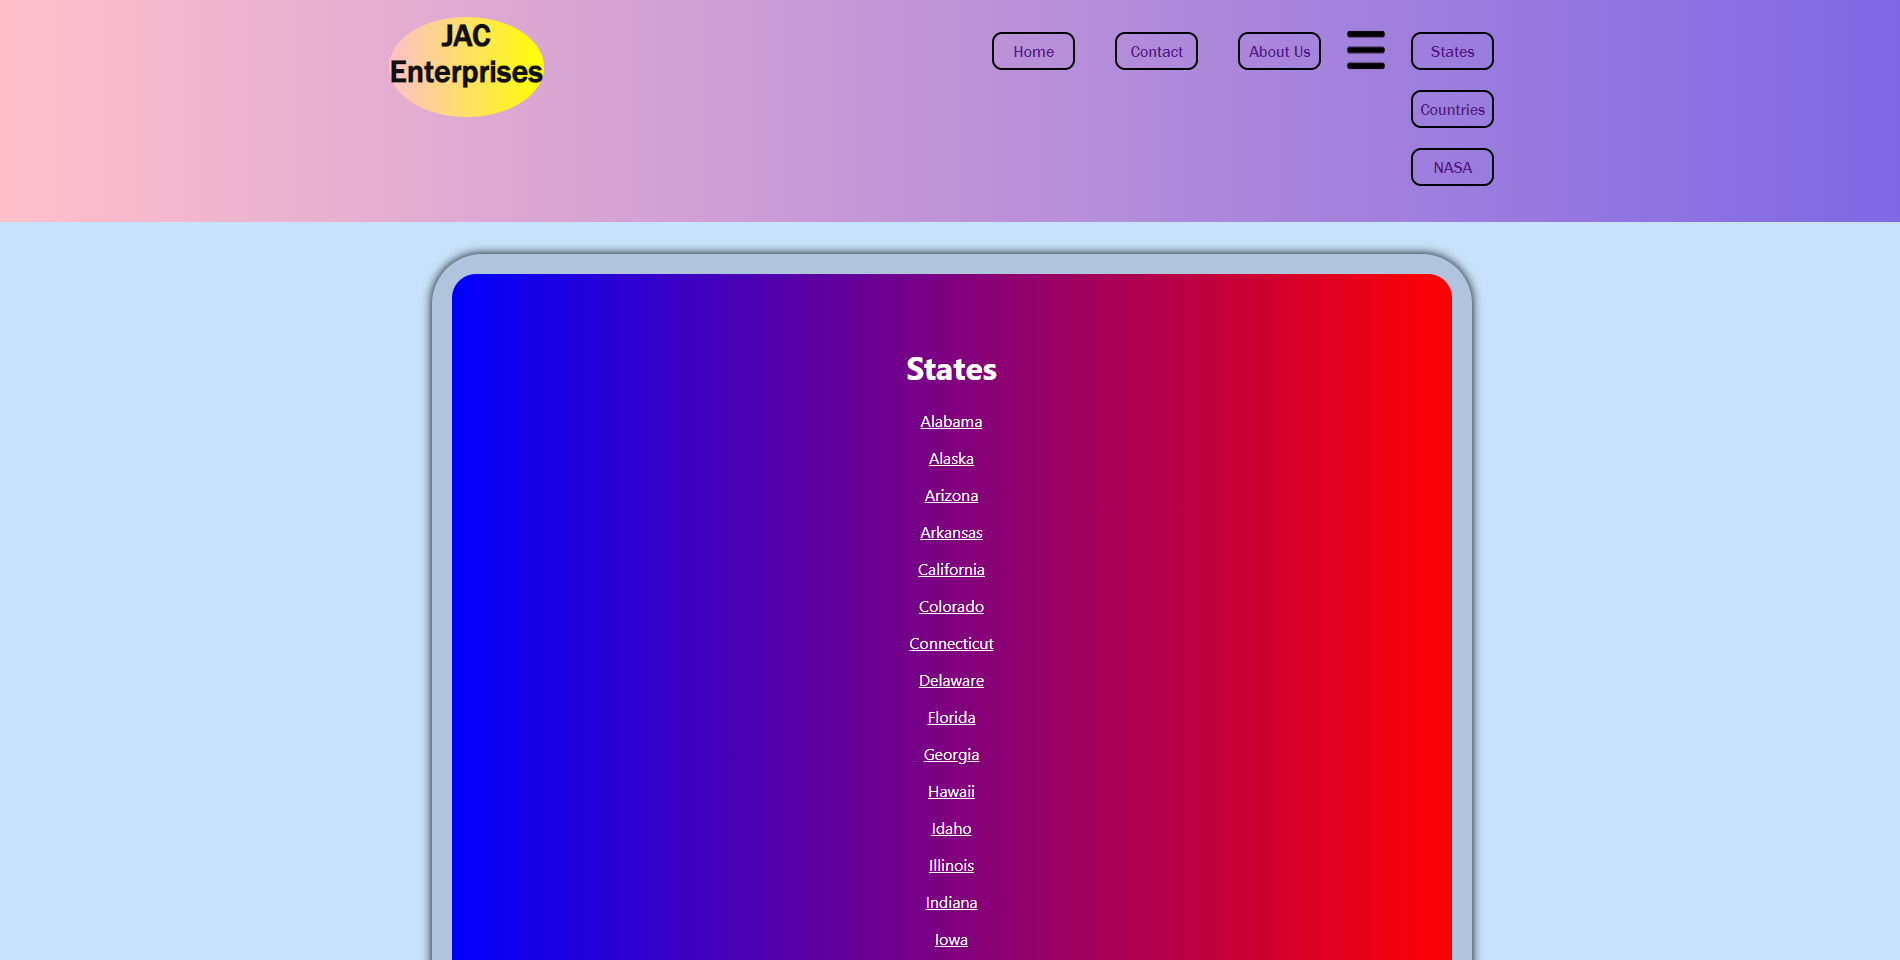 JAC
Enterprises
Home
Contact
About Us
States
Countries
NASA
States
Alabama
Alaska
Arizona
Arkansas
California
Colorado
Connecticut
Delaware
Florida
Georgia
Hawaii
Idaho
Illinois
Indiana
Iowa